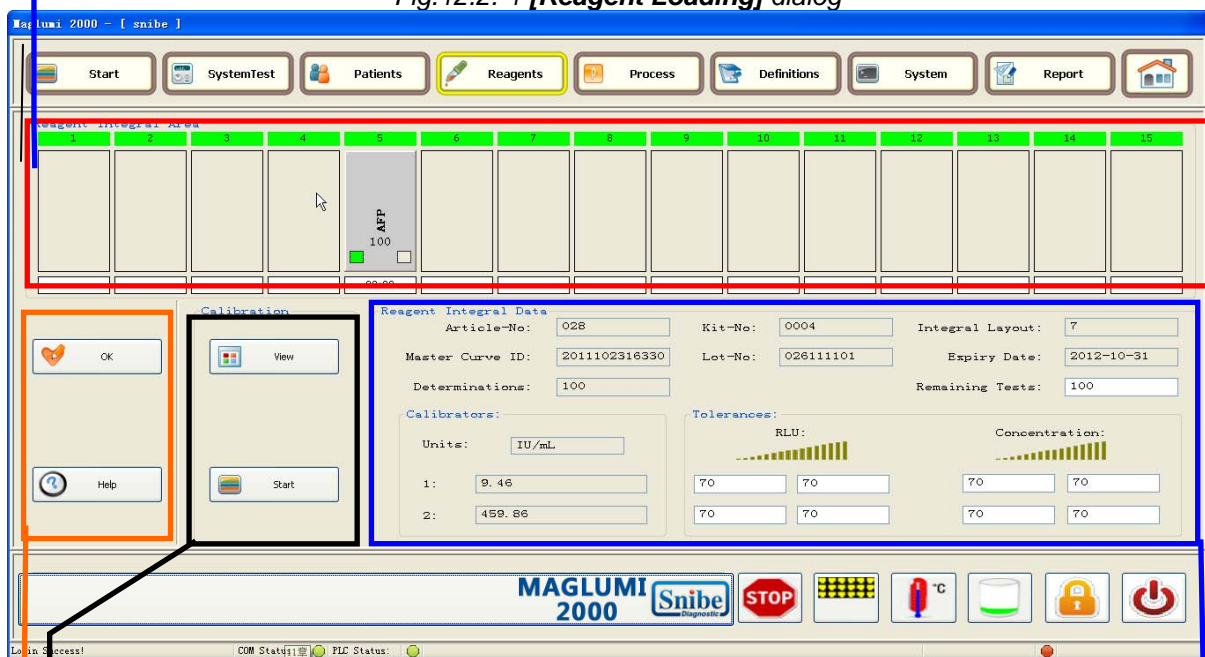 Fig.12.2. 4 [Reagent Loading] dialog
Maglumi 2000 - [ snibe ]
Start SystemTest Patients Reagents Process Definitions System Report
Reagent Integral Area
1 2 3 4 5 6 7 8 9 10 11 12 13 14 15
AFP
100
Calibration
Reagent Integral Data
Article-No: 028 Kit-No: 0004 Integral Layout: 7
OK View
Master Curve ID: 2011102316330 Lot-No: 026111101 Expiry Date: 2012-10-31
Determinations: 100 Remaining Tests: 100
Calibrators: Tolerances:
Units: IU/mL RLU: Concentration:
Help Start
1: 9.46 70 70 70 70
2: 459.86 70 70 70 70
MAGLUMI
2000
Snibe
Diagnostic
STOP
°C
Login Success! COM Status PLC Status: